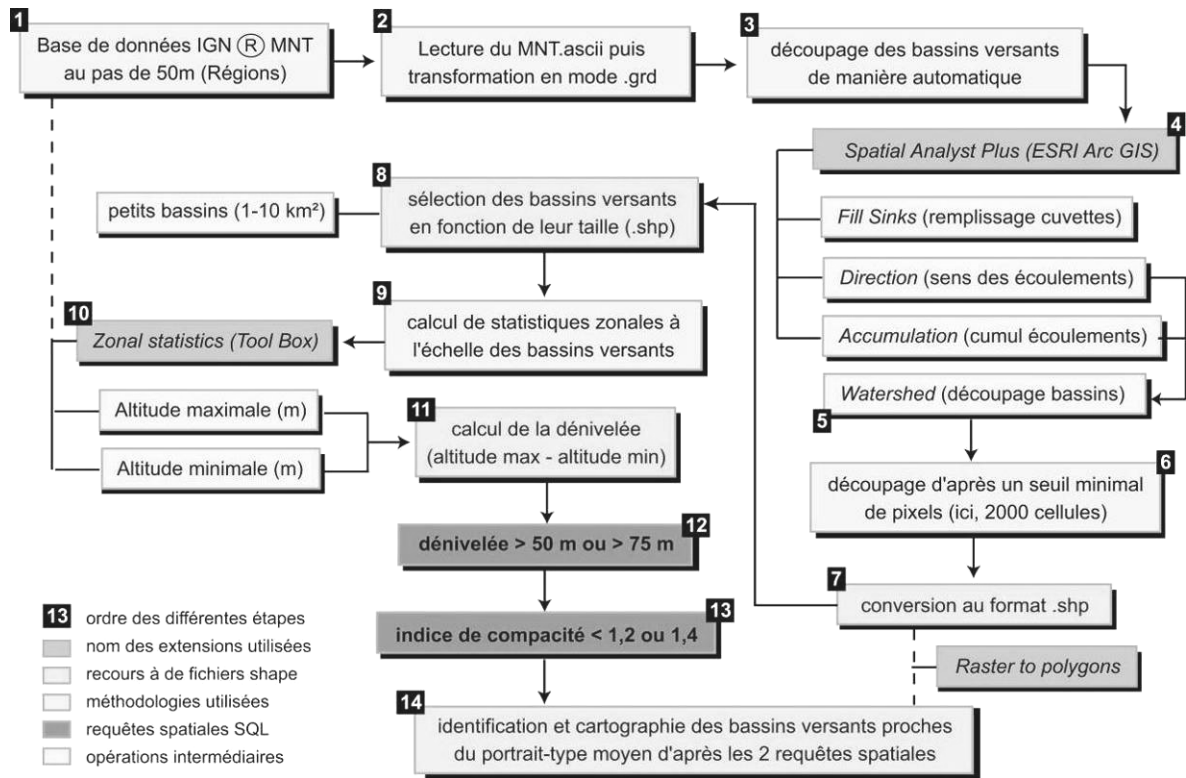 1
Base de données IGN Ⓡ MNT
au pas de 50m (Régions)
2
Lecture du MNT.ascii puis
transformation en mode .grd
3
découpage des bassins versants
de manière automatique
4
Spatial Analyst Plus (ESRI Arc GIS)
Fill Sinks (remplissage cuvettes)
Direction (sens des écoulements)
Accumulation (cumul écoulements)
Watershed (découpage bassins)
5
6
découpage d'après un seuil minimal
de pixels (ici, 2000 cellules)
7
conversion au format .shp
Raster to polygons
8
sélection des bassins versants
en fonction de leur taille (.shp)
petits bassins (1-10 km²)
9
calcul de statistiques zonales à
l'échelle des bassins versants
10
Zonal statistics (Tool Box)
Altitude maximale (m)
Altitude minimale (m)
11
calcul de la dénivelée
(altitude max - altitude min)
12
dénivelée > 50 m ou > 75 m
13
indice de compacité < 1,2 ou 1,4
14
identification et cartographie des bassins versants proches
du portrait-type moyen d'après les 2 requêtes spatiales
13 ordre des différentes étapes
nom des extensions utilisées
recours à de fichiers shape
méthodologies utilisées
requêtes spatiales SQL
opérations intermédiaires